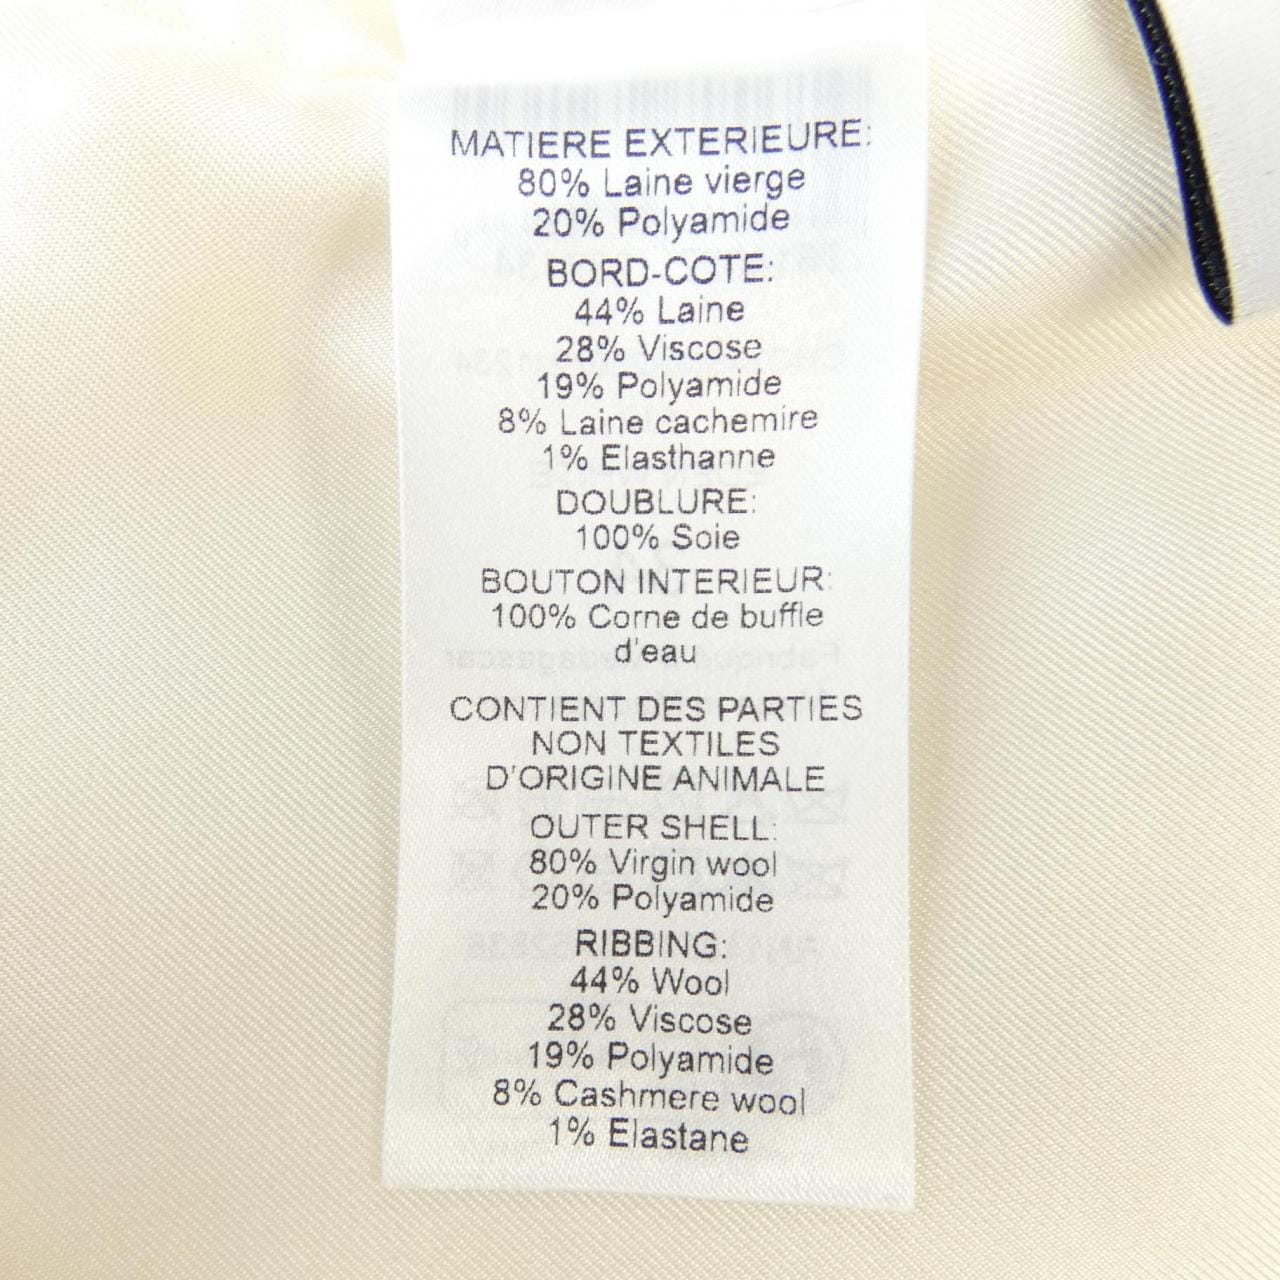 MATIERE EXTERIEURE:
80% Laine vierge
20% Polyamide
BORD-COTE:
44% Laine
28% Viscose
19% Polyamide
8% Laine cachemire
1% Elasthanne
DOUBLURE:
100% Soie
BOUTON INTERIEUR:
100% Corne de buffle
d'eau
CONTIENT DES PARTIES
NON TEXTILES
D'ORIGINE ANIMALE
OUTER SHELL:
80% Virgin wool
20% Polyamide
RIBBING:
44% Wool
28% Viscose
19% Polyamide
8% Cashmere wool
1% Elastane